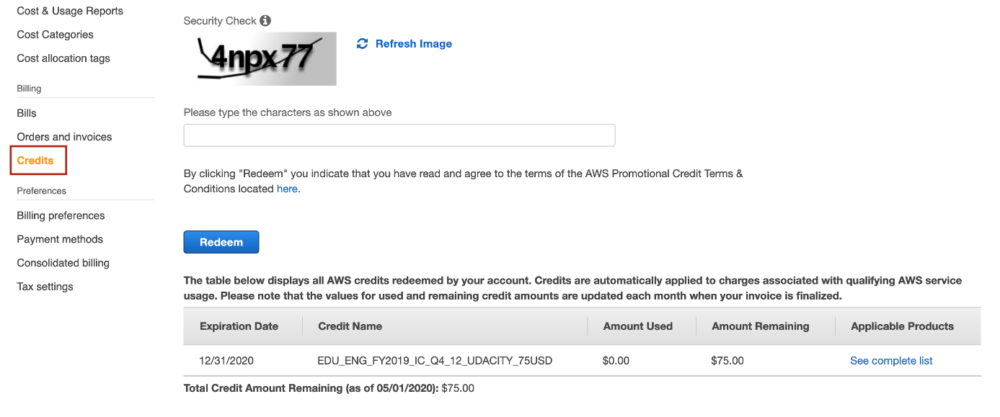 Cost & Usage Reports
Cost Categories
Cost allocation tags
Billing
Bills
Orders and invoices
Credits
Preferences
Billing preferences
Payment methods
Consolidated billing
Tax settings
Security Check
4npx77
Refresh Image
Please type the characters as shown above
By clicking "Redeem" you indicate that you have read and agree to the terms of the AWS Promotional Credit Terms &
Conditions located here.
Redeem
The table below displays all AWS credits redeemed by your account. Credits are automatically applied to charges associated with qualifying AWS service
usage. Please note that the values for used and remaining credit amounts are updated each month when your invoice is finalized.
Expiration Date Credit Name Amount Used Amount Remaining Applicable Products
12/31/2020 EDU_ENG_FY2019_IC_Q4_12_UDACITY_75USD $0.00 $75.00 See complete list
Total Credit Amount Remaining (as of 05/01/2020): $75.00